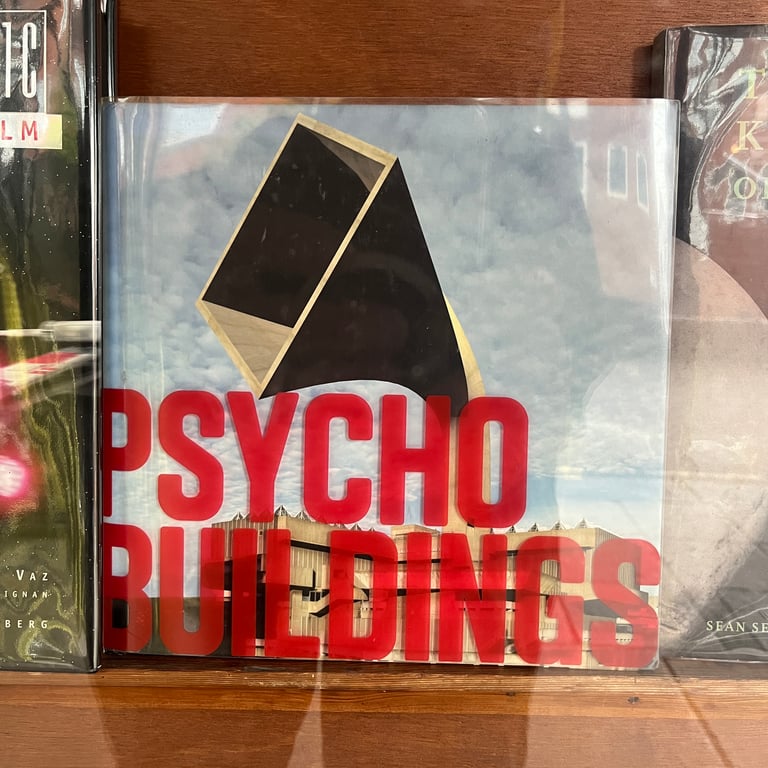 PSYCHO
BUILDINGS
LM
VAZ
IGNAN
BERG
K
SEAN SE